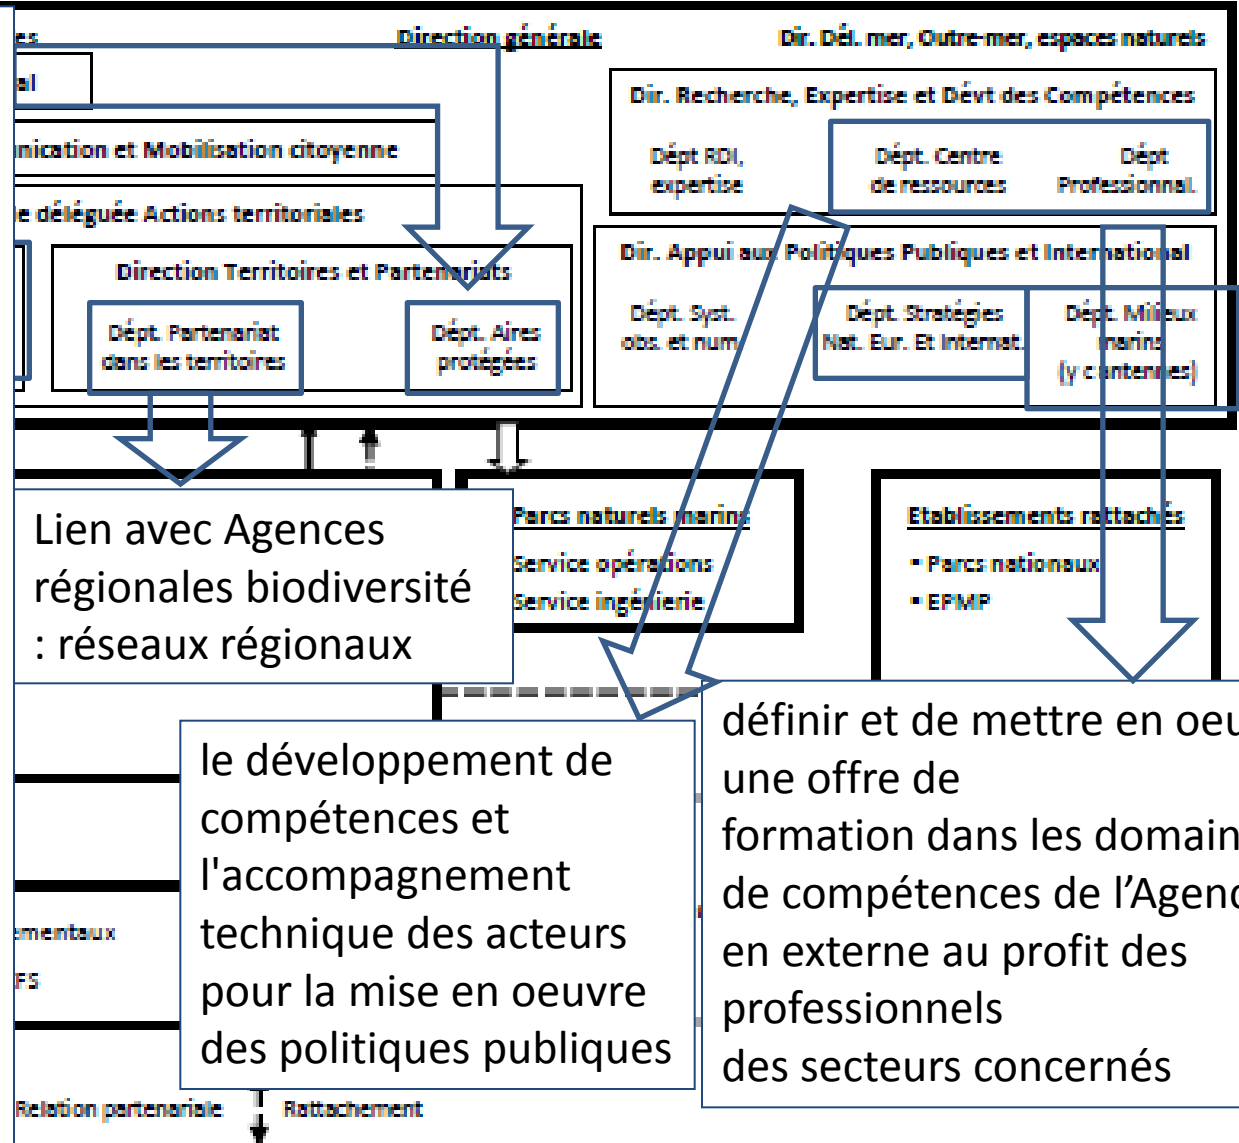 es
Direction générale
Dir. Dél. mer, Outre-mer, espaces naturels
al
nication et Mobilisation citoyenne
le déléguée Actions territoriales
Direction Territoires et Partenariats
Dépt. Partenariat
dans les territoires
Dépt. Aires
protégées
Dir. Recherche, Expertise et Dévt des Compétences
Dépt RDI,
expertise
Dépt. Centre
de ressources
Dépt
Professionnal.
Dir. Appui aux Politiques Publiques et International
Dépt. Syst.
obs. et num.
Dépt. Stratégies
Nat. Eur. Et Internat.
Dépt. Milieux
marins
(y c antennes)
Lien avec Agences
régionales biodiversité
: réseaux régionaux
Parcs naturels marins
Service opérations
Service ingénierie
Etablissements rattachés
▪ Parcs nationaux
▪ EPMP
le développement de
compétences et
l'accompagnement
technique des acteurs
pour la mise en oeuvre
des politiques publiques
définir et de mettre en oeu
une offre de
formation dans les domain
de compétences de l’Agenc
en externe au profit des
professionnels
des secteurs concernés
ementaux
FS
Relation partenariale
Rattachement